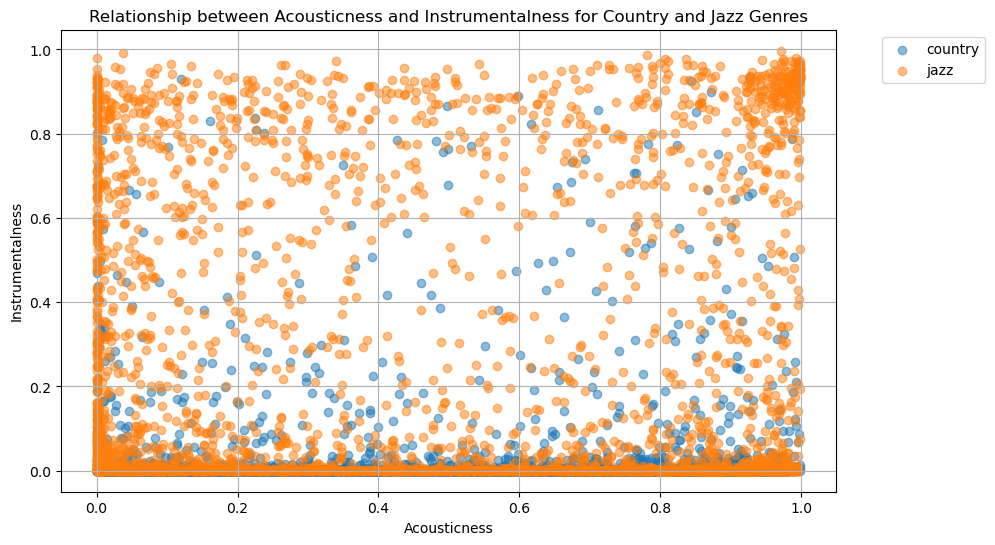 Relationship between Acousticness and Instrumentalness for Country and Jazz Genres
country
jazz
Instrumentalness
1.0
0.8
0.6
0.4
0.2
0.0
0.0 0.2 0.4 0.6 0.8 1.0
Acousticness